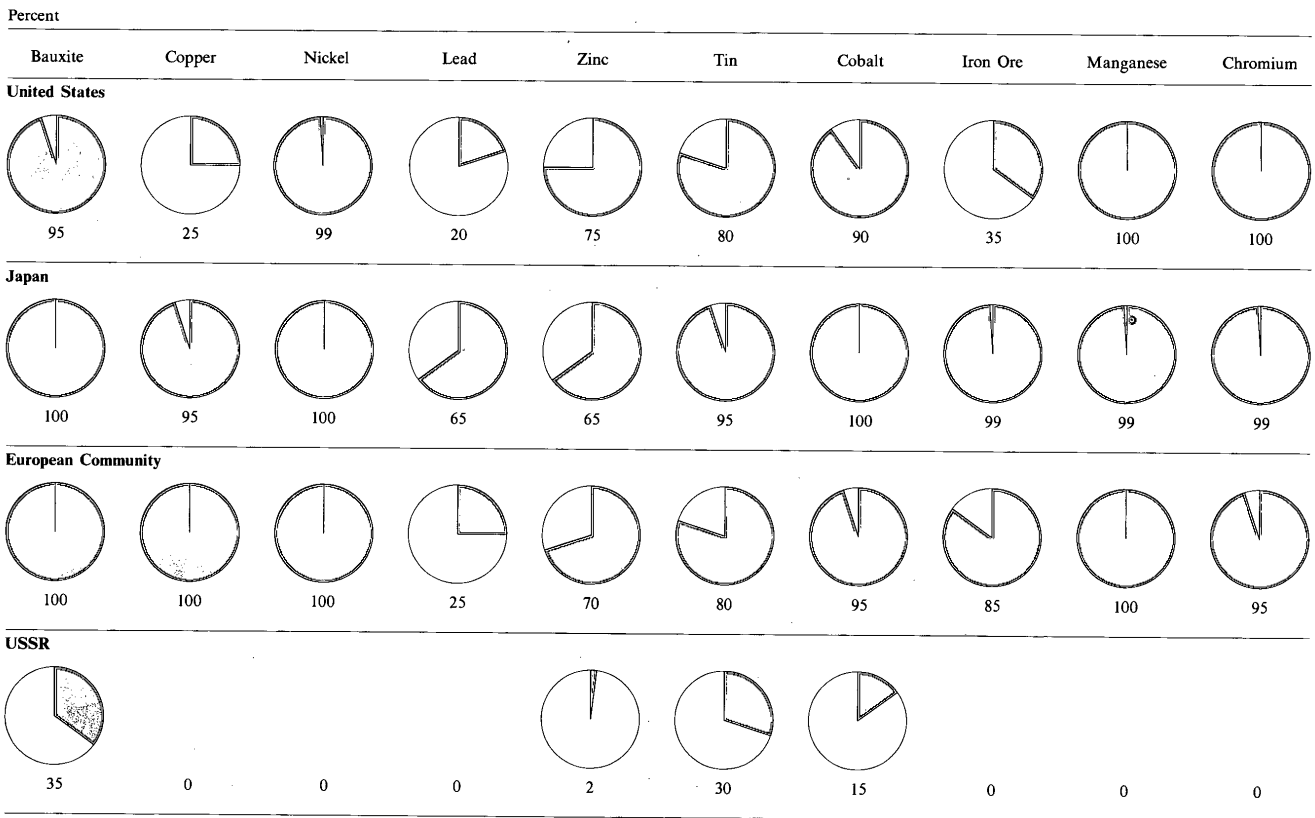 Percent
Bauxite Copper Nickel Lead Zinc Tin Cobalt Iron Ore Manganese Chromium
United States
95 25 99 20 75 80 90 35 100 100
Japan
100 95 100 65 65 95 100 99 99 99
European Community
100 100 100 25 70 80 95 85 100 95
USSR
35 0 0 0 2 30 15 0 0 0